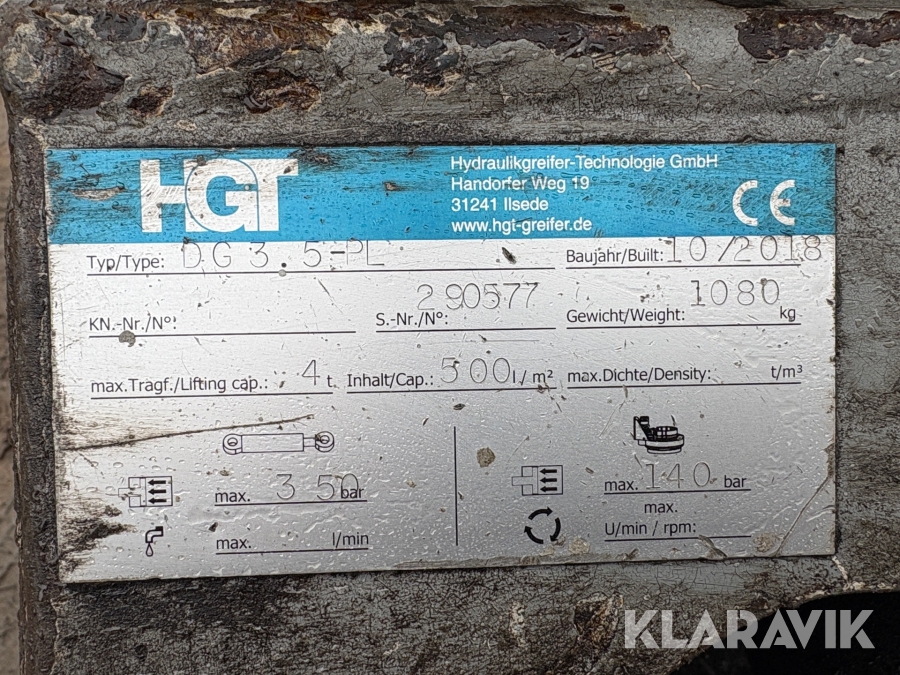 HGT
Hydraulikgreifer-Technologie GmbH
Handorfer Weg 19
31241 Ilsede
www.hgt-greifer.de
CE
Typ/Type: DG3.5-PL
Baujahr/Built: 10/2018
KN.-Nr./N°:
S.-Nr./N°: 290577
Gewicht/Weight: 1080 kg
max.Tragf./Lifting cap.: 4 t.
Inhalt/Cap.: 500 l / m²
max.Dichte/Density: t/m³
max. 350 bar
max. 140 bar
max. l/min
max.
U/min / rpm:
KLARAVIK